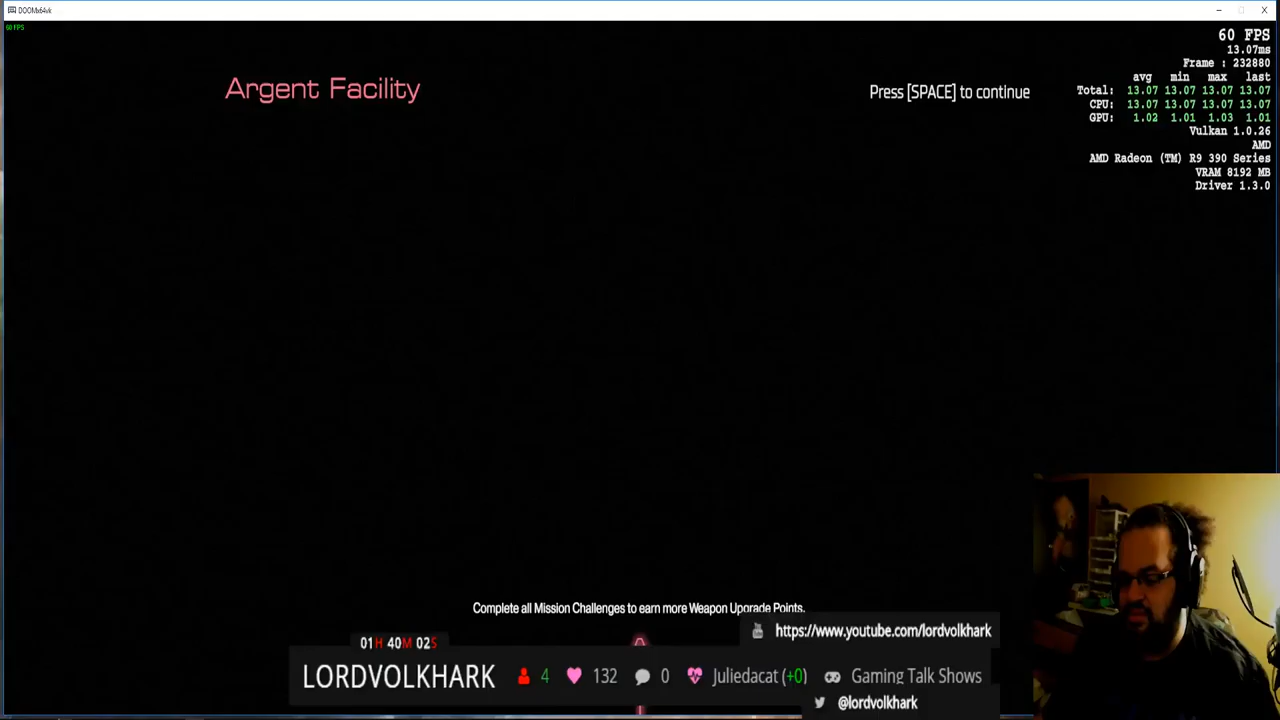 DOOMx64vk
60 FPS
60 FPS
13.07ms
Frame : 232880
avg min max last
Total: 13.07 13.07 13.07 13.07
CPU: 13.07 13.07 13.07 13.07
GPU: 1.02 1.01 1.03 1.01
Vulkan 1.0.26
AMD
AMD Radeon (TM) R9 390 Series
VRAM 8192 MB
Driver 1.3.0
Argent Facility
Press [SPACE] to continue
Complete all Mission Challenges to earn more Weapon Upgrade Points.
https://www.youtube.com/lordvolkhark
01H 40M 02S
LORDVOLKHARK 4 132 0 Juliedacat (+0) Gaming Talk Shows
@lordvolkhark